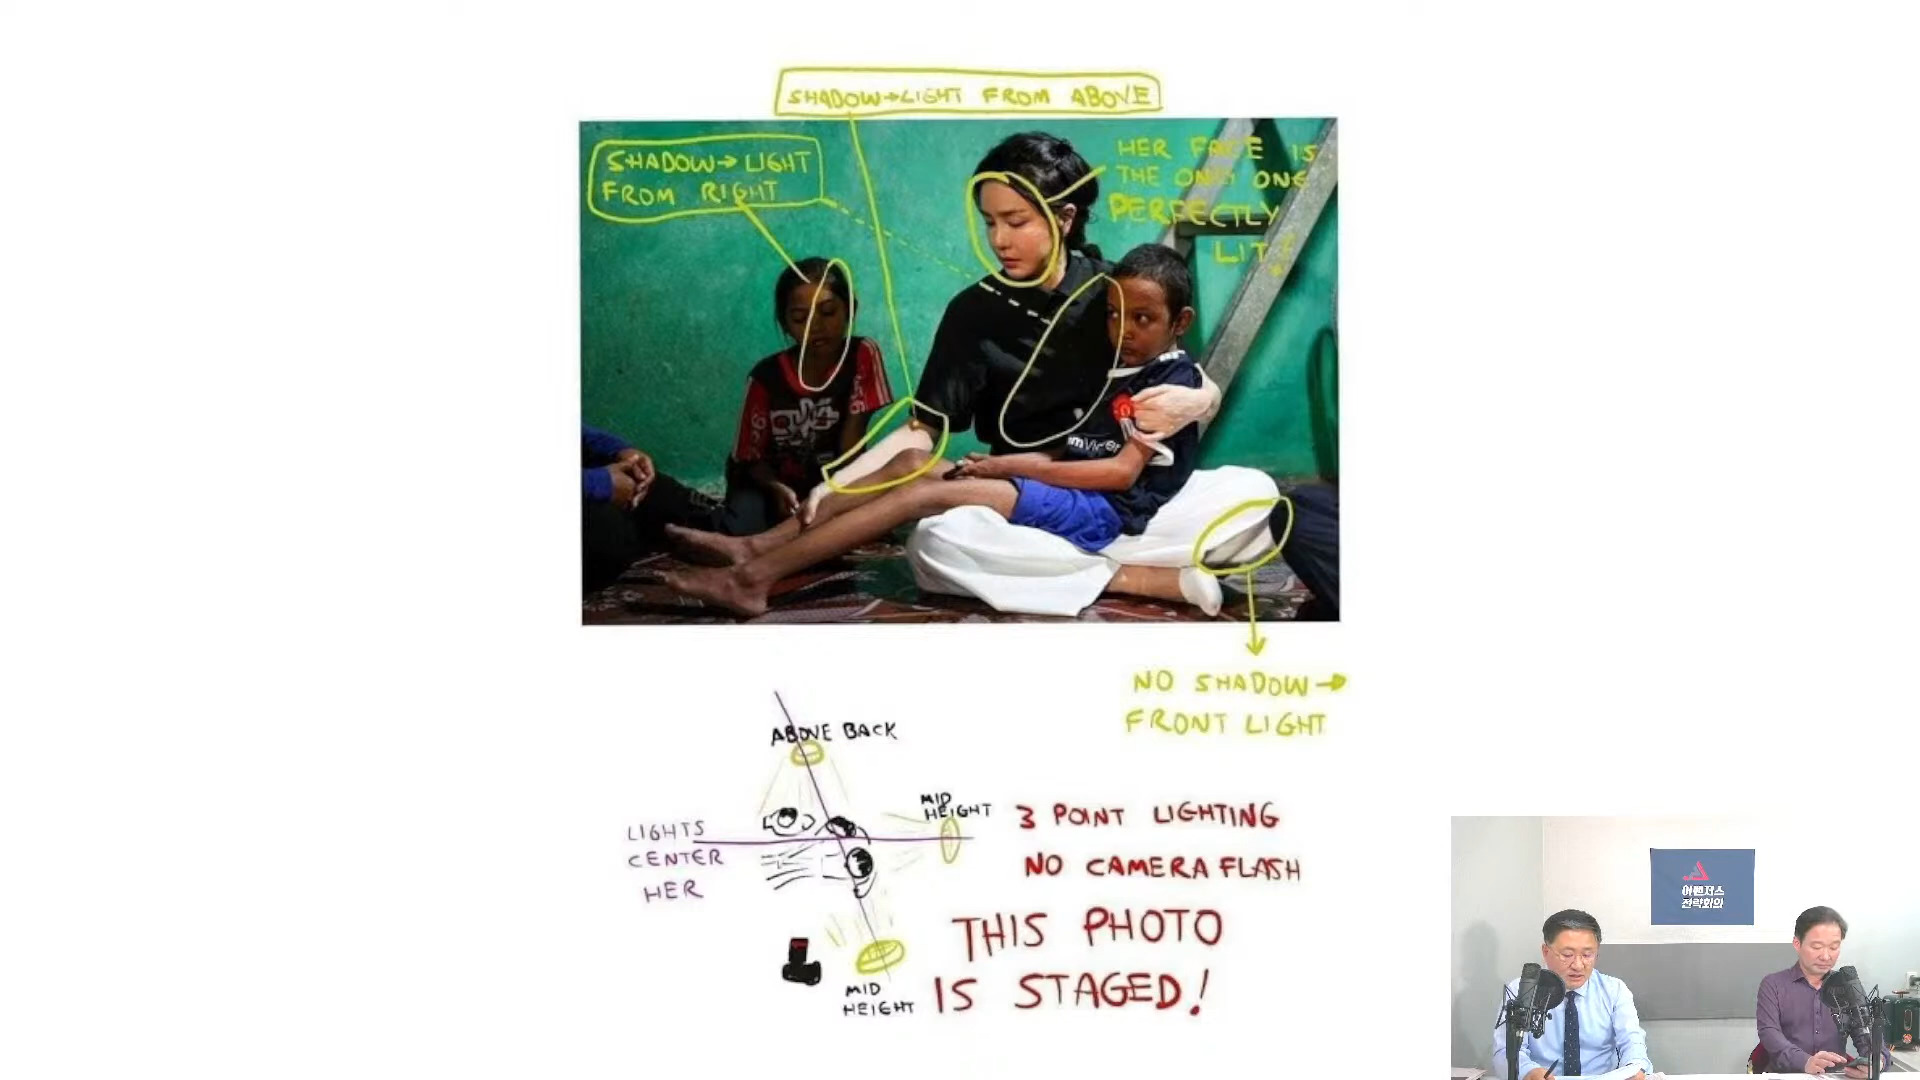 SHADOW→LIGHT FROM ABOVE
SHADOW→LIGHT
FROM RIGHT
HER FACE IS
THE ONLY ONE
PERFECTLY
LIT!
NO SHADOW→
FRONT LIGHT
ABOVE BACK
MID
HEIGHT
LIGHTS
CENTER
HER
3 POINT LIGHTING
NO CAMERA FLASH
THIS PHOTO
IS STAGED!
MID
HEIGHT
어벤저스
전략회의